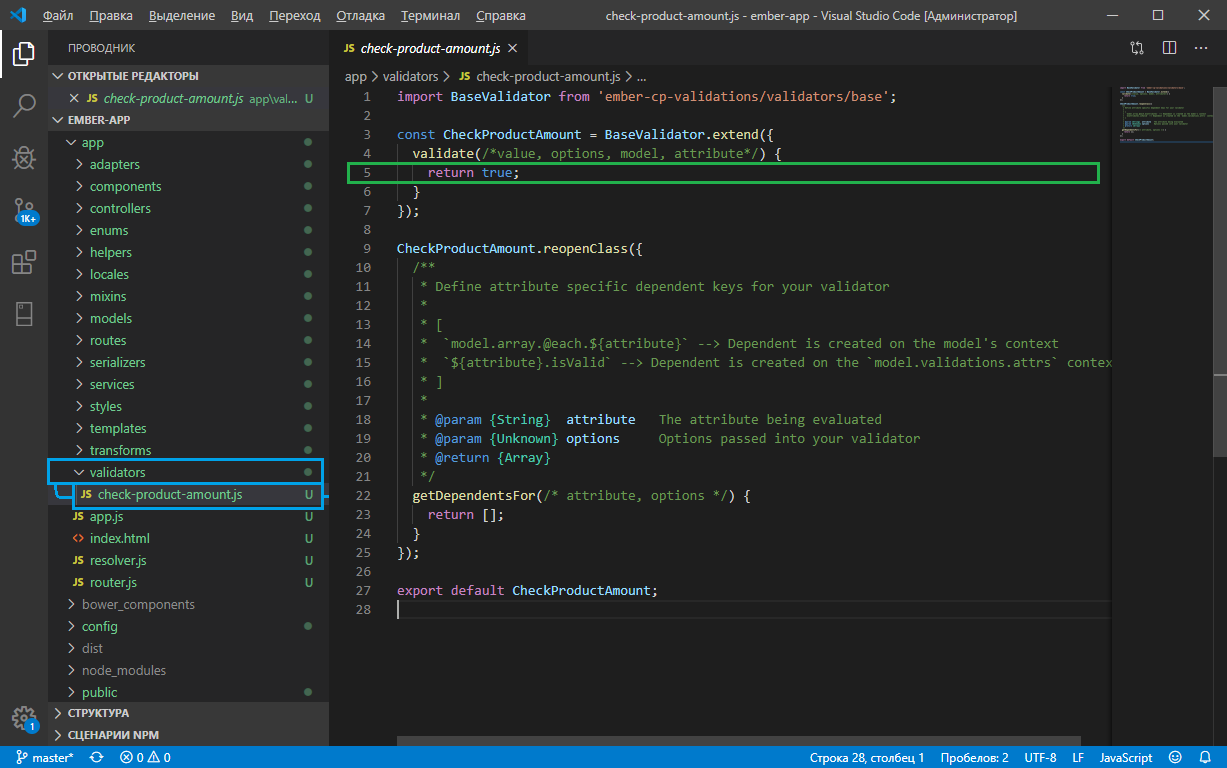 Файл Правка Выделение Вид Переход Отладка Терминал Справка check-product-amount.js - ember-app - Visual Studio Code [Администратор]
ПРОВОДНИК
ОТКРЫТЫЕ РЕДАКТОРЫ
JS check-product-amount.js app\val... U
EMBER-APP
app
adapters
components
controllers
enums
helpers
locales
mixins
models
routes
serializers
services
styles
templates
transforms
validators
JS check-product-amount.js U
JS app.js U
<> index.html U
JS resolver.js U
JS router.js U
bower_components
config
dist
node_modules
public
СТРУКТУРА
СЦЕНАРИИ NPM
1K+
1
JS check-product-amount.js
app > validators > JS check-product-amount.js > ...
1 import BaseValidator from 'ember-cp-validations/validators/base';
2
3 const CheckProductAmount = BaseValidator.extend({
4 validate(/*value, options, model, attribute*/) {
5 return true;
6 }
7 });
8
9 CheckProductAmount.reopenClass({
10 /**
11 * Define attribute specific dependent keys for your validator
12 *
13 * [
14 * `model.array.@each.${attribute}` --> Dependent is created on the model's context
15 * `${attribute}.isValid` --> Dependent is created on the `model.validations.attrs` contex
16 * ]
17 *
18 * @param {String} attribute The attribute being evaluated
19 * @param {Unknown} options Options passed into your validator
20 * @return {Array}
21 */
22 getDependentsFor(/* attribute, options */) {
23 return [];
24 }
25 });
26
27 export default CheckProductAmount;
28
master* 0 0 Строка 28, столбец 1 Пробелов: 2 UTF-8 LF JavaScript